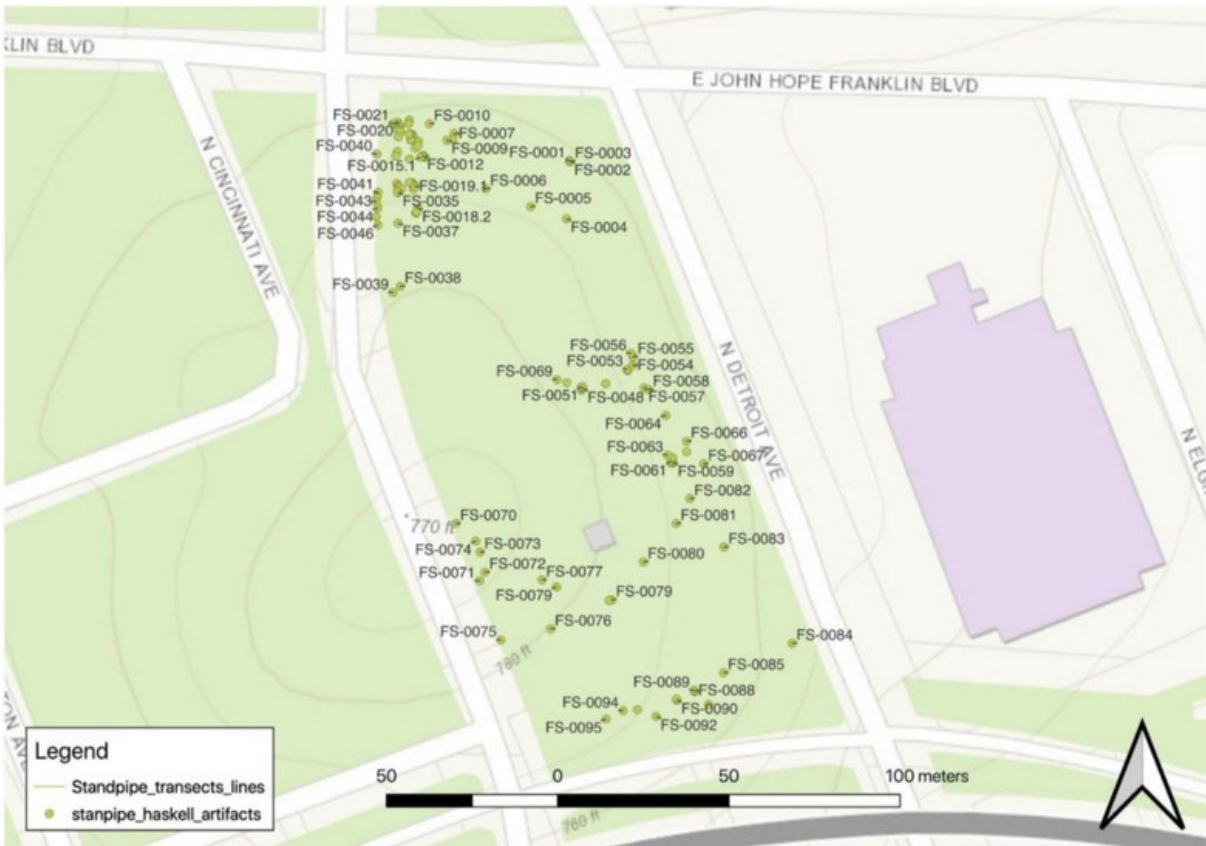 KLIN BLVD
E JOHN HOPE FRANKLIN BLVD
N CINCINNATI AVE
N DETROIT AVE
N ELGI
TON AVE
FS-0021
FS-0010
FS-0020
FS-0007
FS-0009
FS-0040
FS-0001
FS-0003
FS-0015.1
FS-0012
FS-0002
FS-0041
FS-0019.1
FS-0006
FS-0043
FS-0035
FS-0005
FS-0044
FS-0018.2
FS-0004
FS-0046
FS-0037
FS-0039
FS-0038
FS-0056
FS-0055
FS-0053
FS-0054
FS-0069
FS-0058
FS-0051
FS-0048
FS-0057
FS-0064
FS-0066
FS-0063
FS-0067
FS-0061
FS-0059
FS-0082
FS-0070
FS-0081
770 ft
FS-0073
FS-0083
FS-0074
FS-0080
FS-0072
FS-0071
FS-0077
FS-0079
FS-0079
FS-0076
FS-0075
FS-0084
780 ft
FS-0085
FS-0089
FS-0088
FS-0094
FS-0090
FS-0095
FS-0092
Legend
Standpipe_transects_lines
stanpipe_haskell_artifacts
50 0 50 100 meters
760 ft